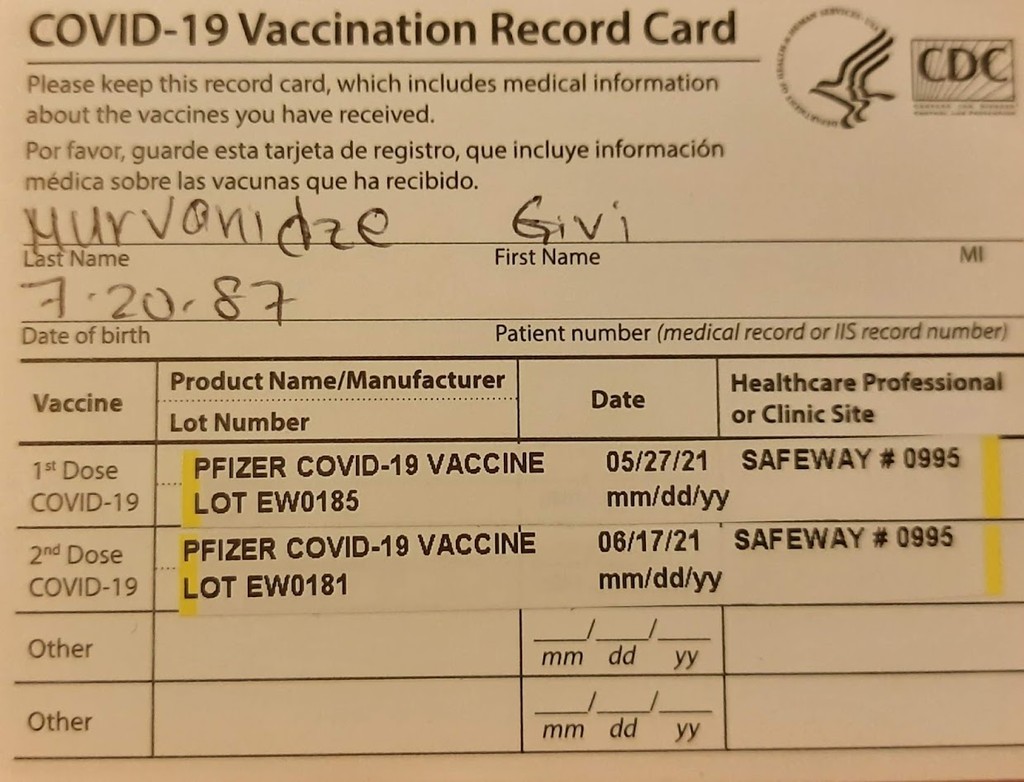 COVID-19 Vaccination Record Card
CDC
Please keep this record card, which includes medical information
about the vaccines you have received.
Por favor, guarde esta tarjeta de registro, que incluye información
médica sobre las vacunas que ha recibido.
Murvanidze Givi
Last Name First Name MI
7.20.87
Date of birth Patient number (medical record or IIS record number)
Vaccine Product Name/Manufacturer Date Healthcare Professional
Lot Number or Clinic Site
1st Dose PFIZER COVID-19 VACCINE 05/27/21 SAFEWAY # 0995
COVID-19 LOT EW0185 mm/dd/yy
2nd Dose PFIZER COVID-19 VACCINE 06/17/21 SAFEWAY # 0995
COVID-19 LOT EW0181 mm/dd/yy
Other ___/___/___
mm dd yy
Other ___/___/___
mm dd yy